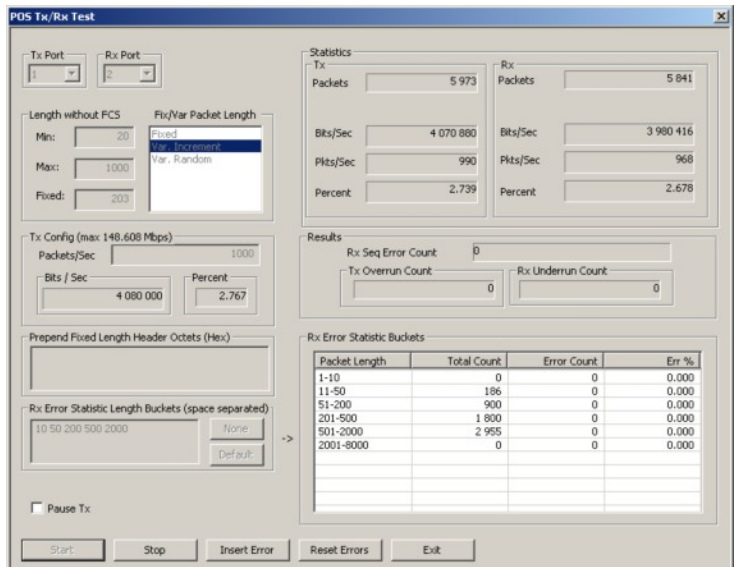 POS Tx/Rx Test
Tx Port
1
Rx Port
2
Length without FCS
Min: 20
Max: 1000
Fixed: 203
Fix/Var Packet Length
Fixed
Var. Increment
Var. Random
Tx Config (max 148.608 Mbps)
Packets/Sec 1000
Bits / Sec
4 080 000
Percent
2.767
Prepend Fixed Length Header Octets (Hex)
Rx Error Statistic Length Buckets (space separated)
10 50 200 500 2000
None
Default
->
Pause Tx
Statistics
Tx
Packets 5 973
Bits/Sec 4 070 880
Pkts/Sec 990
Percent 2.739
Rx
Packets 5 841
Bits/Sec 3 980 416
Pkts/Sec 968
Percent 2.678
Results
Rx Seq Error Count 0
Tx Overrun Count
0
Rx Underrun Count
0
Rx Error Statistic Buckets
Packet Length Total Count Error Count Err %
1-10 0 0 0.000
11-50 186 0 0.000
51-200 900 0 0.000
201-500 1 800 0 0.000
501-2000 2 955 0 0.000
2001-8000 0 0 0.000
Start Stop Insert Error Reset Errors Exit